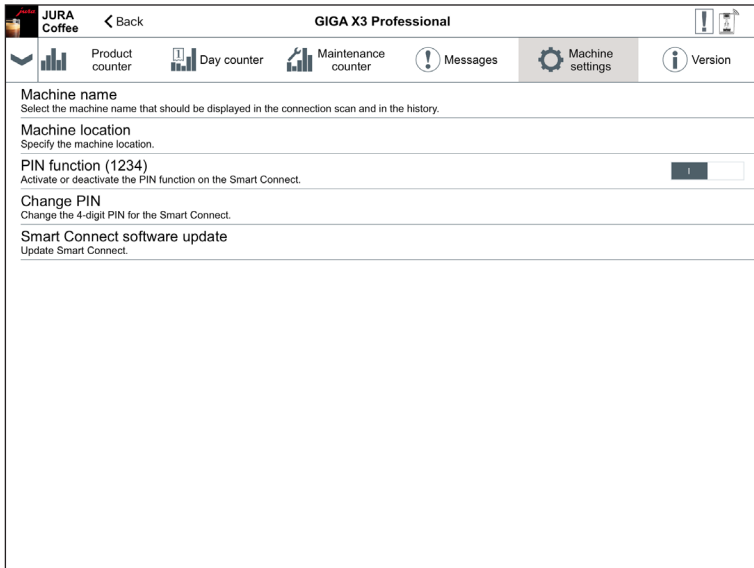 jura
JURA
Coffee
Back
GIGA X3 Professional
Product
counter
1
Day counter
Maintenance
counter
Messages
Machine
settings
Version
Machine name
Select the machine name that should be displayed in the connection scan and in the history.
Machine location
Specify the machine location.
PIN function (1234)
Activate or deactivate the PIN function on the Smart Connect.
I
Change PIN
Change the 4-digit PIN for the Smart Connect.
Smart Connect software update
Update Smart Connect.